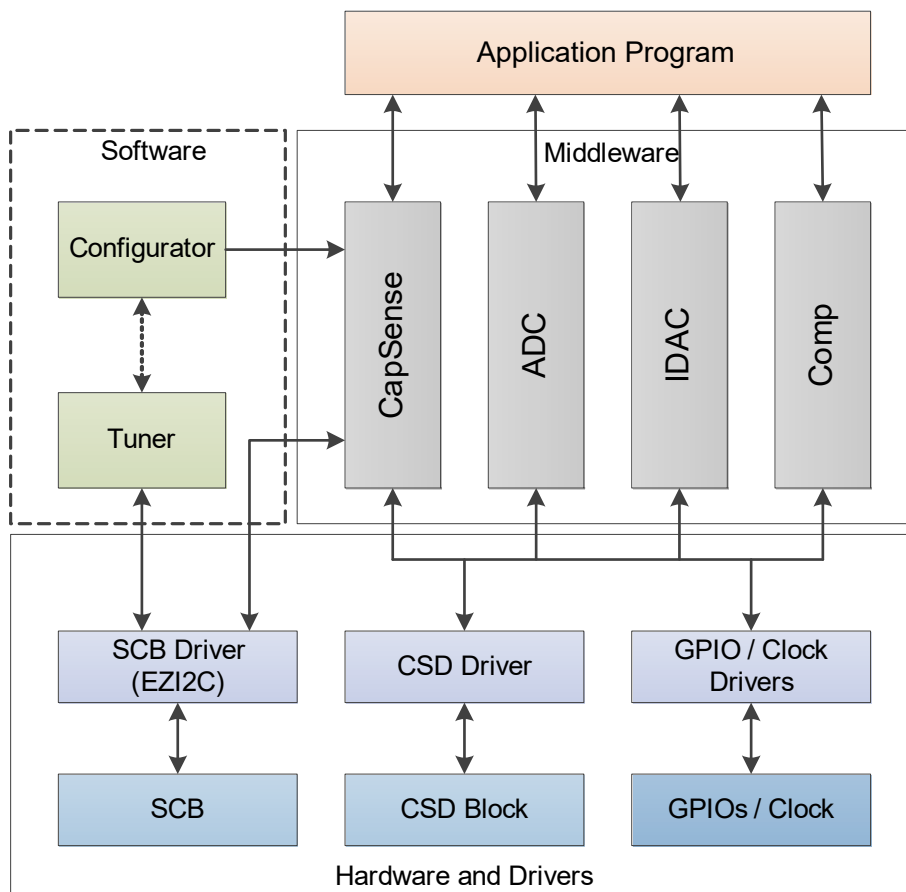 Application Program
Software
Middleware
Configurator
Tuner
CapSense
ADC
IDAC
Comp
SCB Driver
(EZI2C)
CSD Driver
GPIO / Clock
Drivers
SCB
CSD Block
GPIOs / Clock
Hardware and Drivers